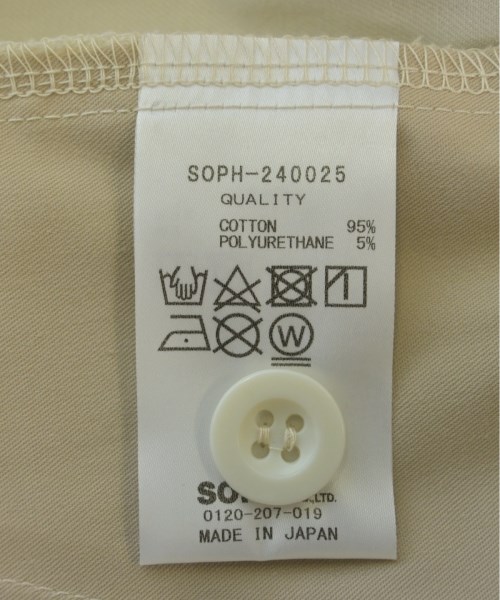 SOPH-240025
QUALITY
COTTON 95%
POLYURETHANE 5%
W
0120-207-019
MADE IN JAPAN